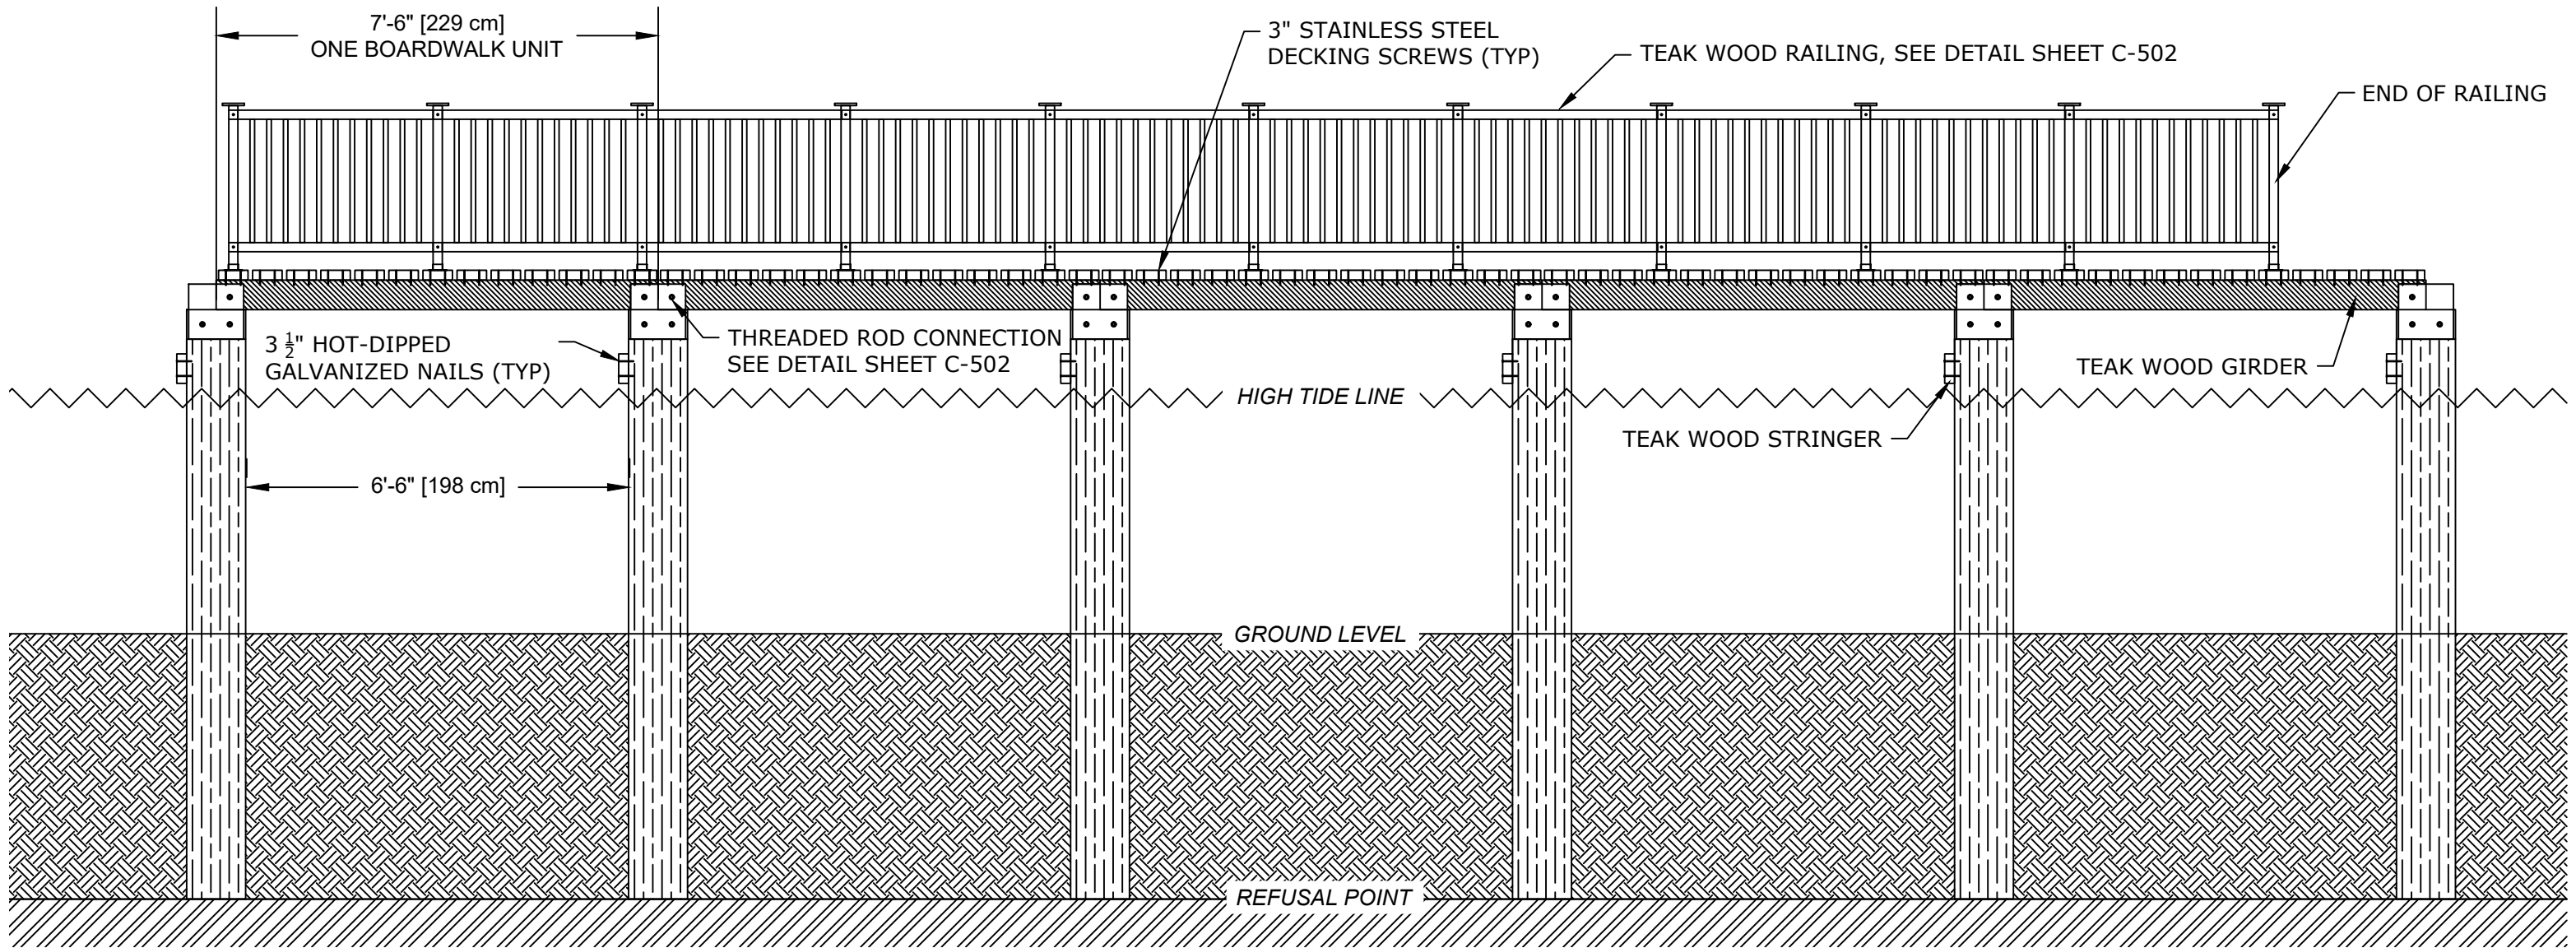 7'-6" [229 cm]
ONE BOARDWALK UNIT
3" STAINLESS STEEL
DECKING SCREWS (TYP)
TEAK WOOD RAILING, SEE DETAIL SHEET C-502
END OF RAILING
3 1/2" HOT-DIPPED
GALVANIZED NAILS (TYP)
THREADED ROD CONNECTION
SEE DETAIL SHEET C-502
HIGH TIDE LINE
TEAK WOOD GIRDER
TEAK WOOD STRINGER
6'-6" [198 cm]
GROUND LEVEL
REFUSAL POINT